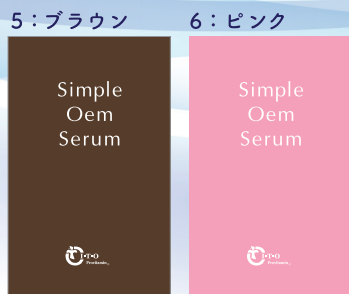 5：ブラウン
6：ピンク
Simple
Oem
Serum
Simple
Oem
Serum
I·T·O
I·T·O